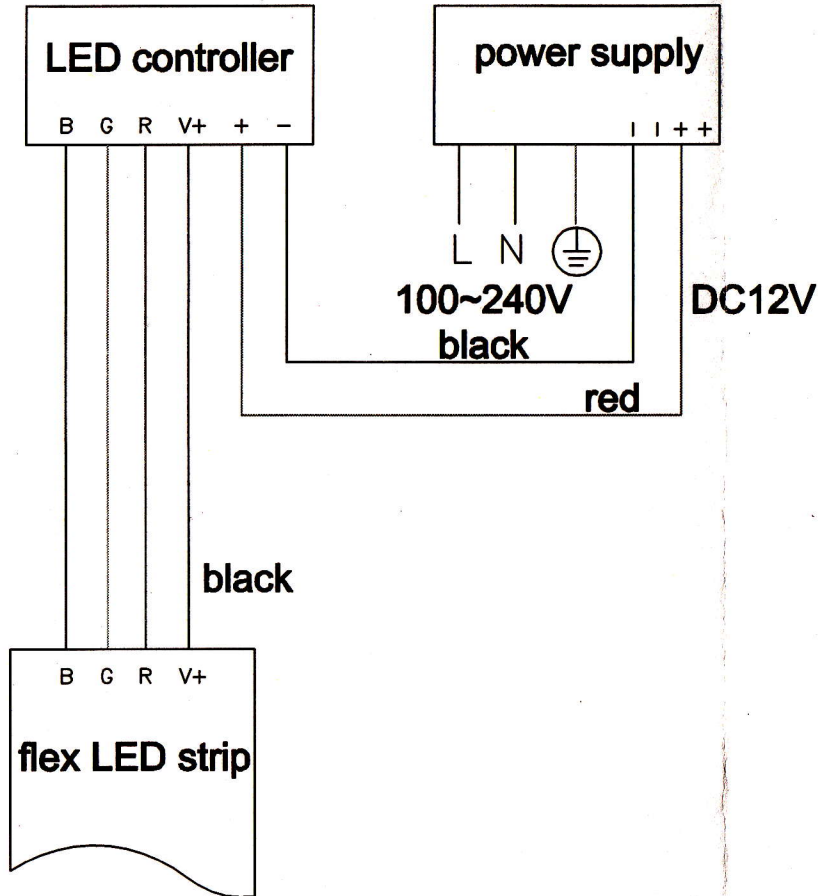 LED controller
B G R V+ + −
power supply
− − + +
L N
100~240V
DC12V
black
red
black
B G R V+
flex LED strip